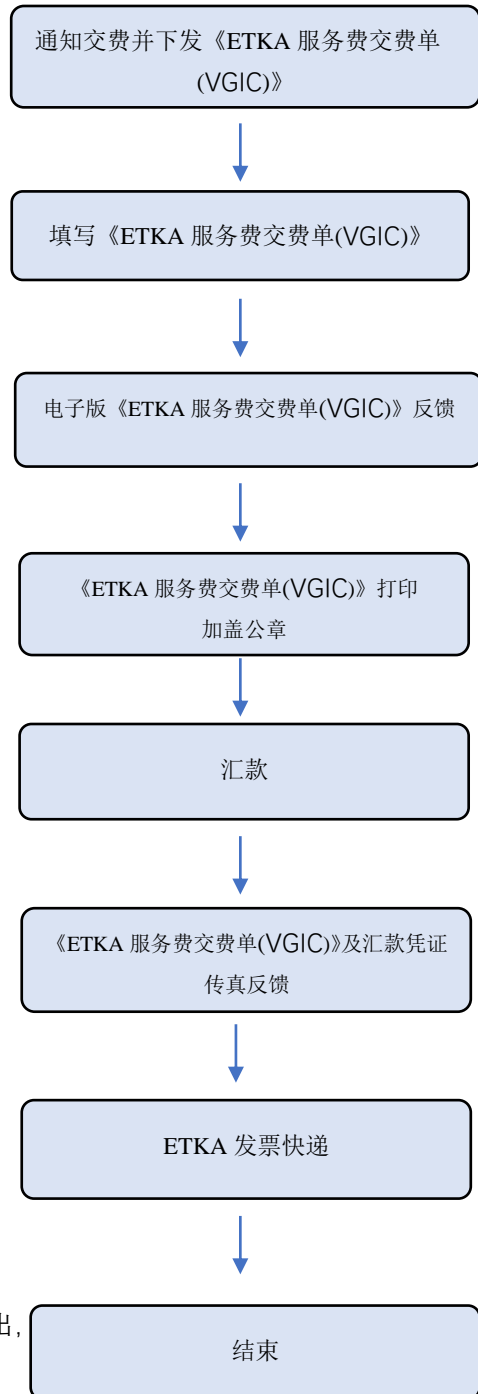 通知交费并下发《ETKA 服务费交费单
(VGIC)》
填写《ETKA 服务费交费单(VGIC)》
电子版《ETKA 服务费交费单(VGIC)》反馈
《ETKA 服务费交费单(VGIC)》打印
加盖公章
汇款
《ETKA 服务费交费单(VGIC)》及汇款凭证
传真反馈
ETKA 发票快递
出,
结束